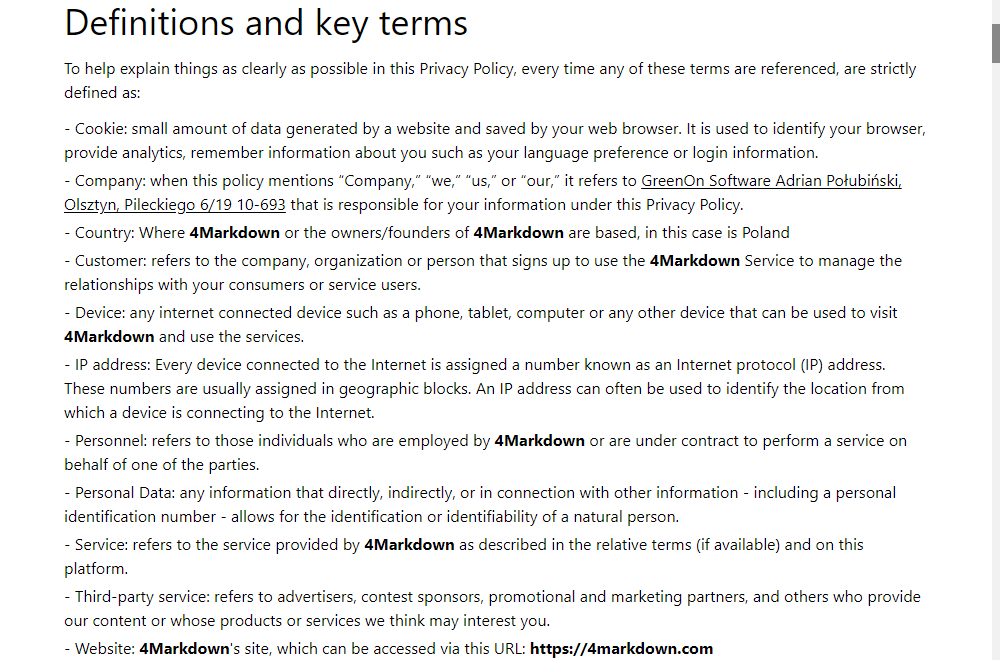 Definitions and key terms
To help explain things as clearly as possible in this Privacy Policy, every time any of these terms are referenced, are strictly
defined as:
- Cookie: small amount of data generated by a website and saved by your web browser. It is used to identify your browser,
provide analytics, remember information about you such as your language preference or login information.
- Company: when this policy mentions “Company,” “we,” “us,” or “our,” it refers to GreenOn Software Adrian Połubiński,
Olsztyn, Pileckiego 6/19 10-693 that is responsible for your information under this Privacy Policy.
- Country: Where 4Markdown or the owners/founders of 4Markdown are based, in this case is Poland
- Customer: refers to the company, organization or person that signs up to use the 4Markdown Service to manage the
relationships with your consumers or service users.
- Device: any internet connected device such as a phone, tablet, computer or any other device that can be used to visit
4Markdown and use the services.
- IP address: Every device connected to the Internet is assigned a number known as an Internet protocol (IP) address.
These numbers are usually assigned in geographic blocks. An IP address can often be used to identify the location from
which a device is connecting to the Internet.
- Personnel: refers to those individuals who are employed by 4Markdown or are under contract to perform a service on
behalf of one of the parties.
- Personal Data: any information that directly, indirectly, or in connection with other information - including a personal
identification number - allows for the identification or identifiability of a natural person.
- Service: refers to the service provided by 4Markdown as described in the relative terms (if available) and on this
platform.
- Third-party service: refers to advertisers, contest sponsors, promotional and marketing partners, and others who provide
our content or whose products or services we think may interest you.
- Website: 4Markdown's site, which can be accessed via this URL: https://4markdown.com